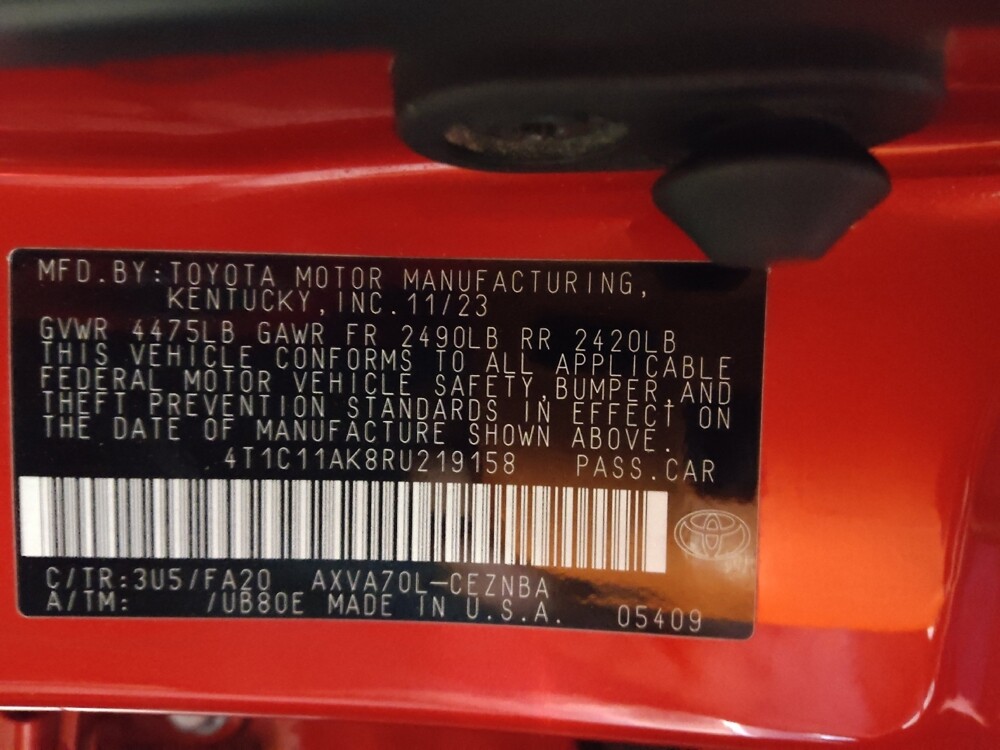 MFD.BY:TOYOTA MOTOR MANUFACTURING,
KENTUCKY,INC.11/23
GVWR 4475LB GAWR FR 2490LB RR 2420LB
THIS VEHICLE CONFORMS TO ALL APPLICABLE
FEDERAL MOTOR VEHICLE SAFETY,BUMPER,AND
THEFT PREVENTION STANDARDS IN EFFECT ON
THE DATE OF MANUFACTURE SHOWN ABOVE.
4T1C11AK8RU219158 PASS.CAR
C/TR:3U5/FA20 AXVA70L-CEZNBA
A/TM: /UB80E MADE IN U.S.A. 05409